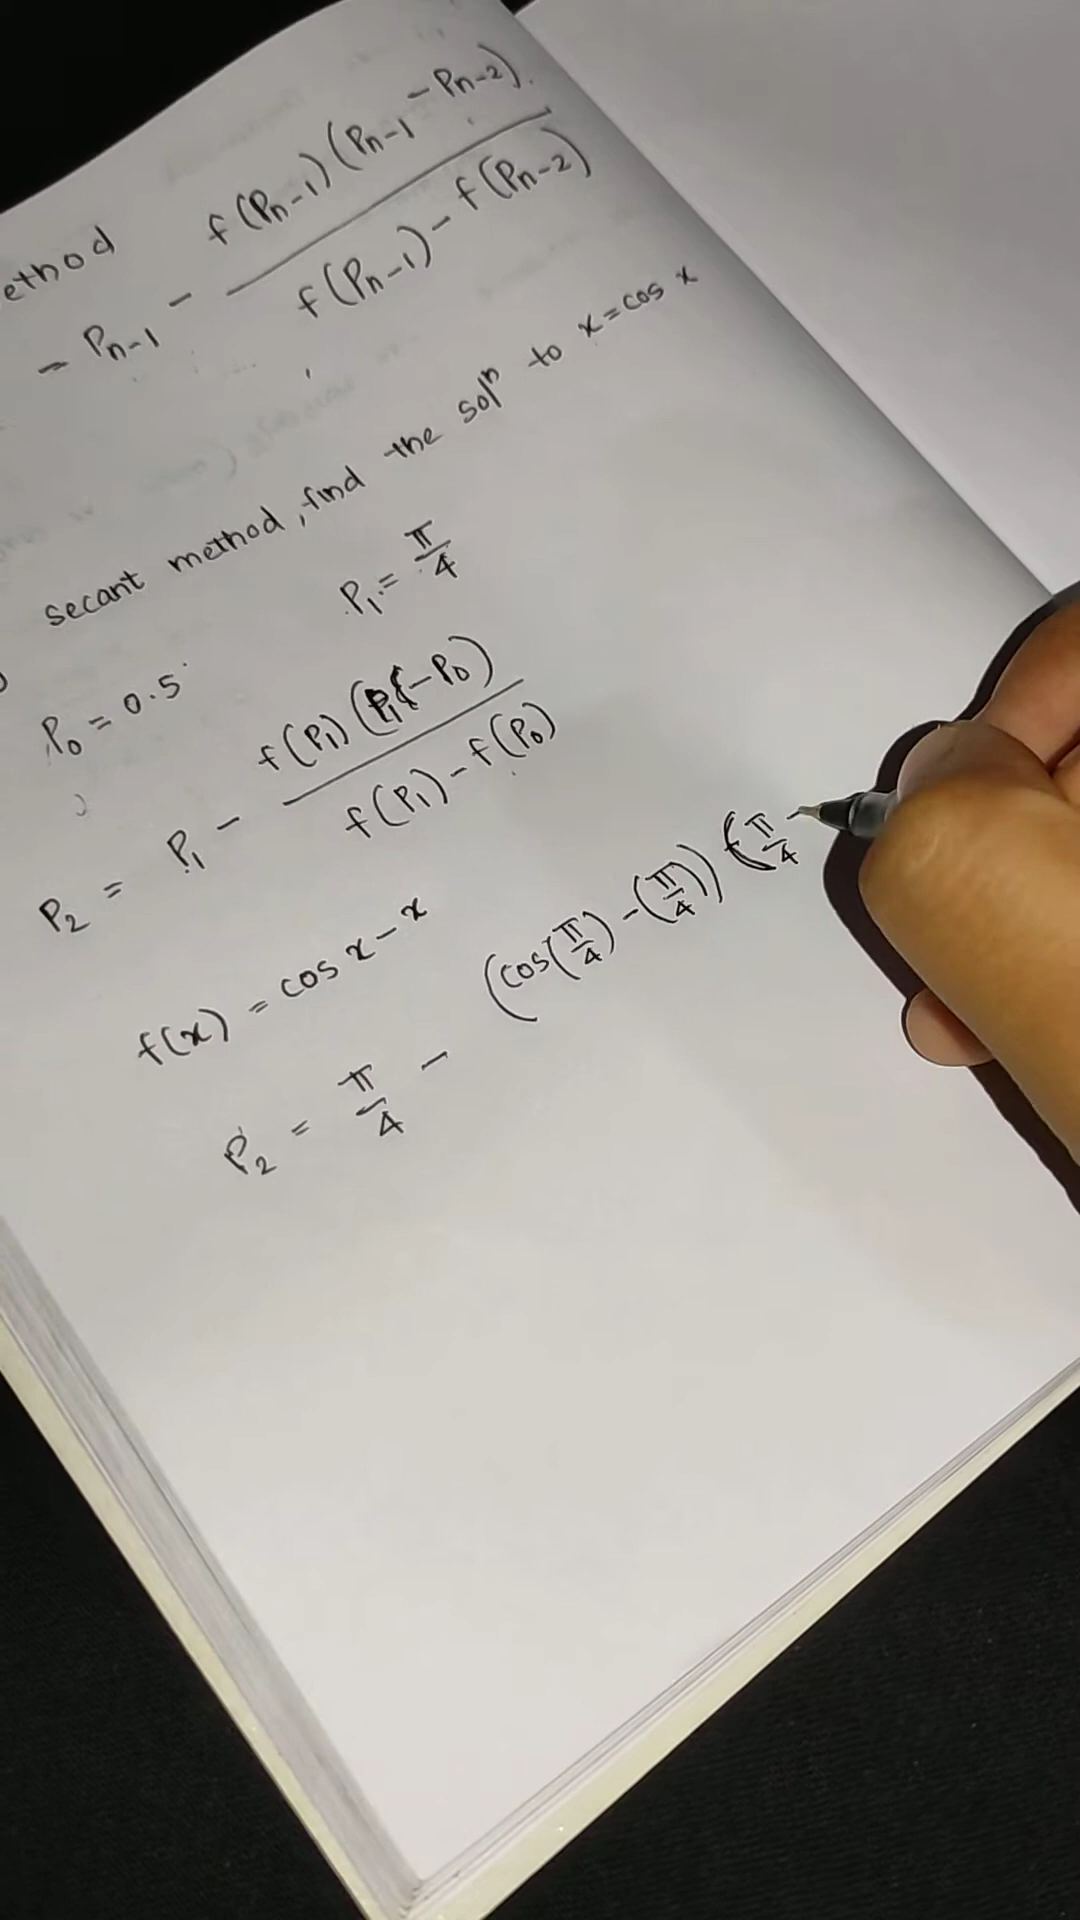 ethod
= Pn-1 - f(Pn-1)(Pn-1 - Pn-2) / f(Pn-1) - f(Pn-2)
secant method, find the solⁿ to x = cos x
P₀ = 0.5 P₁ = π/4
P₂ = P₁ - f(P₁)(P₁ - P₀) / f(P₁) - f(P₀)
f(x) = cos x - x
P₂ = π/4 - (cos(π/4) - (π/4)) (π/4 -